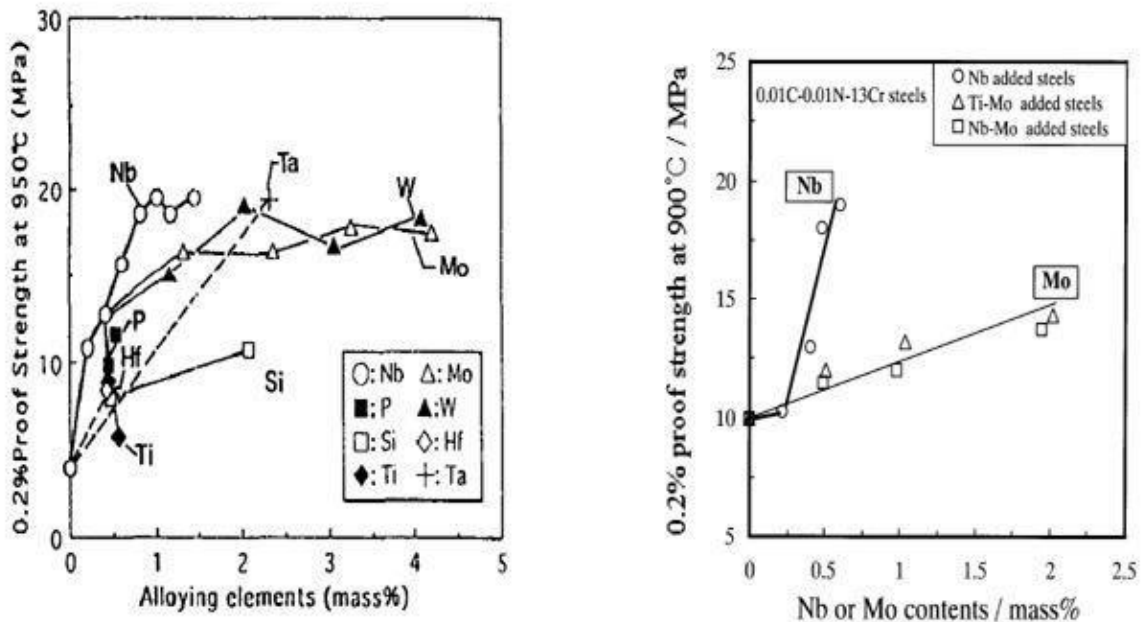 30
20
10
0
0.2%Proof Strength at 950℃ (MPa)
Nb
Ta
W
Mo
P
Hf
Si
Ti
○: Nb △: Mo
■: P ▲: W
□: Si ◇: Hf
◆: Ti +: Ta
0 1 2 3 4 5
Alloying elements (mass%)
25
20
15
10
5
0.2% proof strength at 900°C / MPa
0.01C-0.01N-13Cr steels
○ Nb added steels
△ Ti-Mo added steels
□ Nb-Mo added steels
Nb
Mo
0 0.5 1 1.5 2 2.5
Nb or Mo contents / mass%